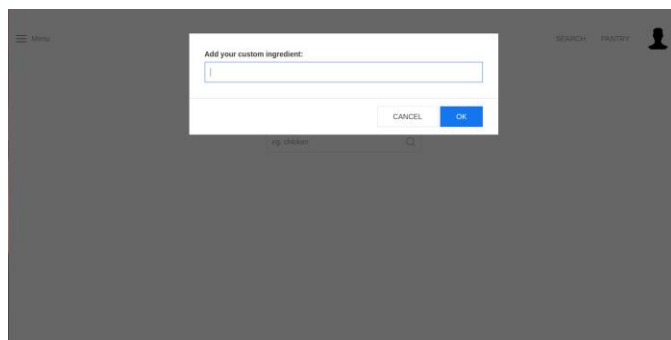 Menu
SEARCH PANTRY
Add your custom ingredient:
CANCEL OK
eg. chicken